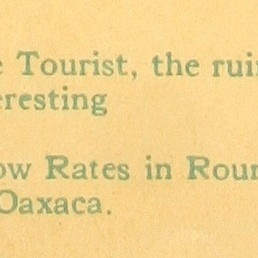 e Tourist, the rui
eresting
ow Rates in Roun
Oaxaca.